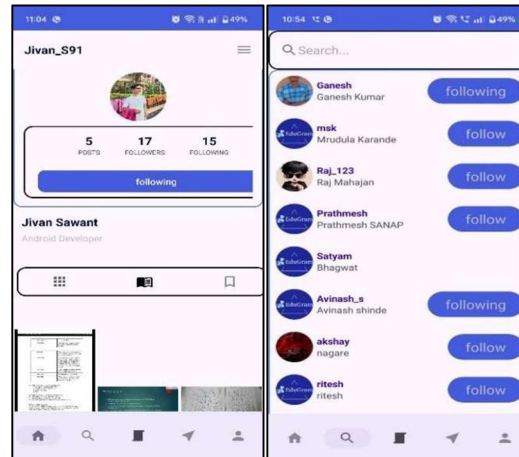 11:04
49%
Jivan_S91
5 17 15
POSTS FOLLOWERS FOLLOWING
following
Jivan Sawant
Android Developer
10:54
49%
Search...
Ganesh
Ganesh Kumar
following
msk
Mrudula Karande
follow
Raj_123
Raj Mahajan
follow
Prathmesh
Prathmesh SANAP
follow
Satyam
Bhagwat
Avinash_s
Avinash shinde
following
akshay
nagare
follow
ritesh
ritesh
follow